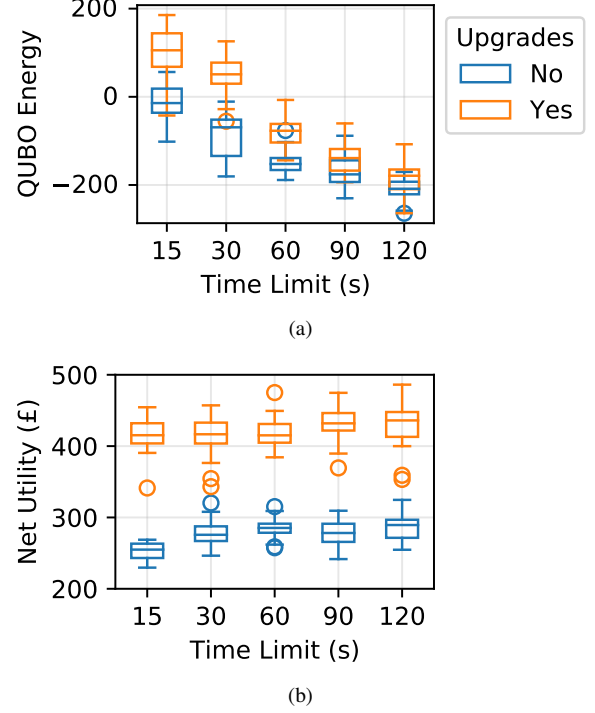 200
0
−200
QUBO Energy
15 30 60 90 120
Time Limit (s)
Upgrades
No
Yes
(a)
500
400
300
200
Net Utility (£)
15 30 60 90 120
Time Limit (s)
(b)